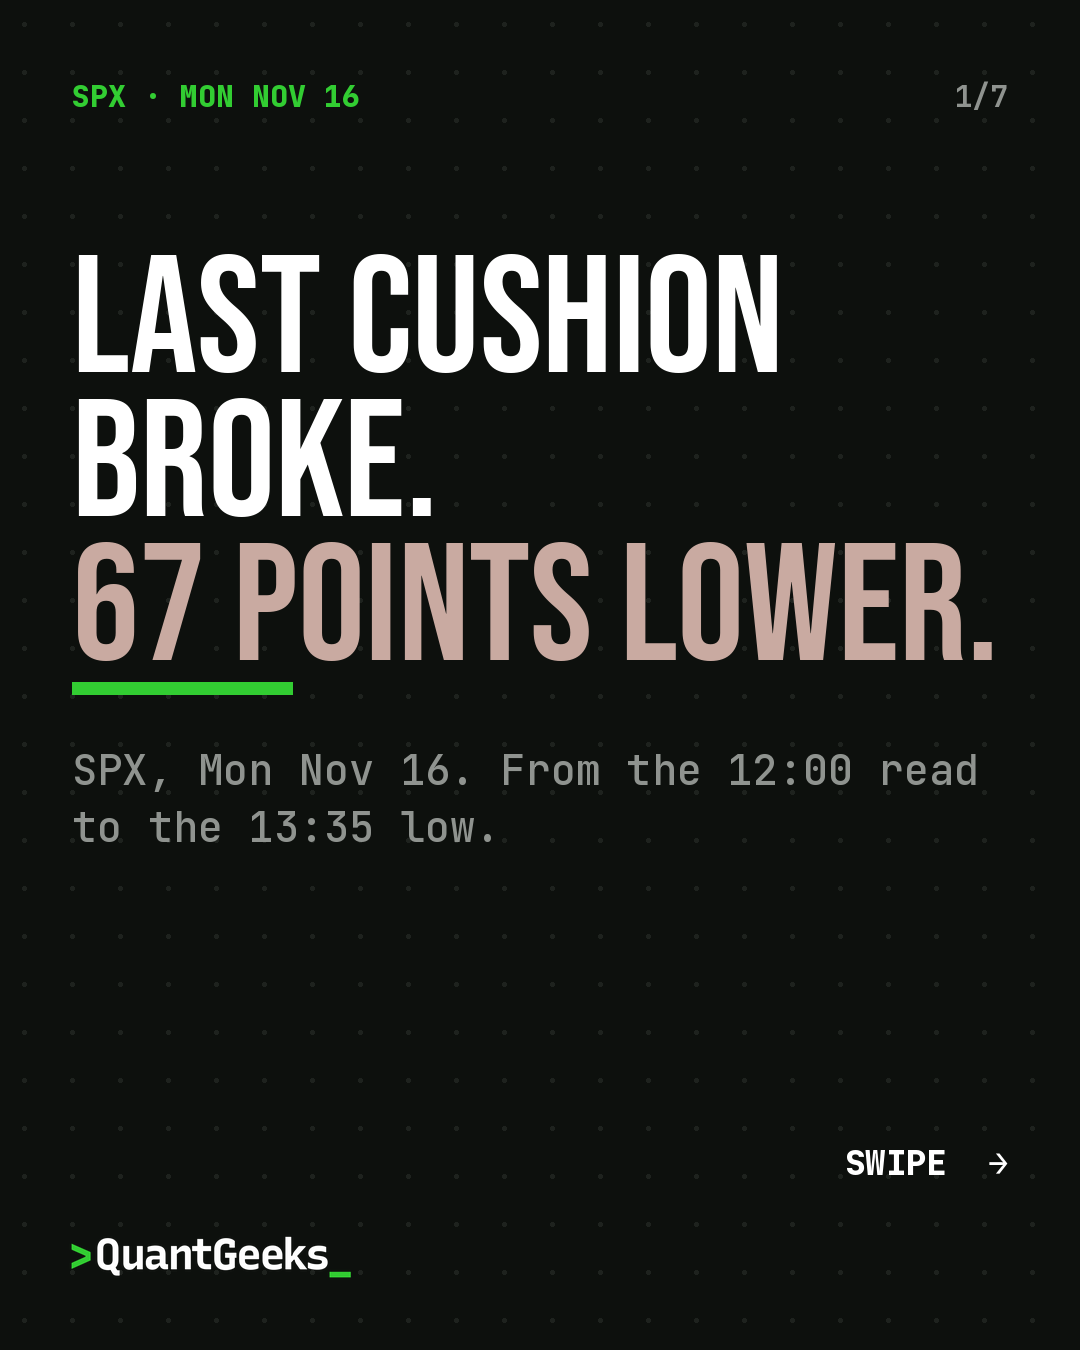 SPX · MON NOV 16
1/7
LAST CUSHION
BROKE.
67 POINTS LOWER.
SPX, Mon Nov 16. From the 12:00 read
to the 13:35 low.
SWIPE →
>QuantGeeks_